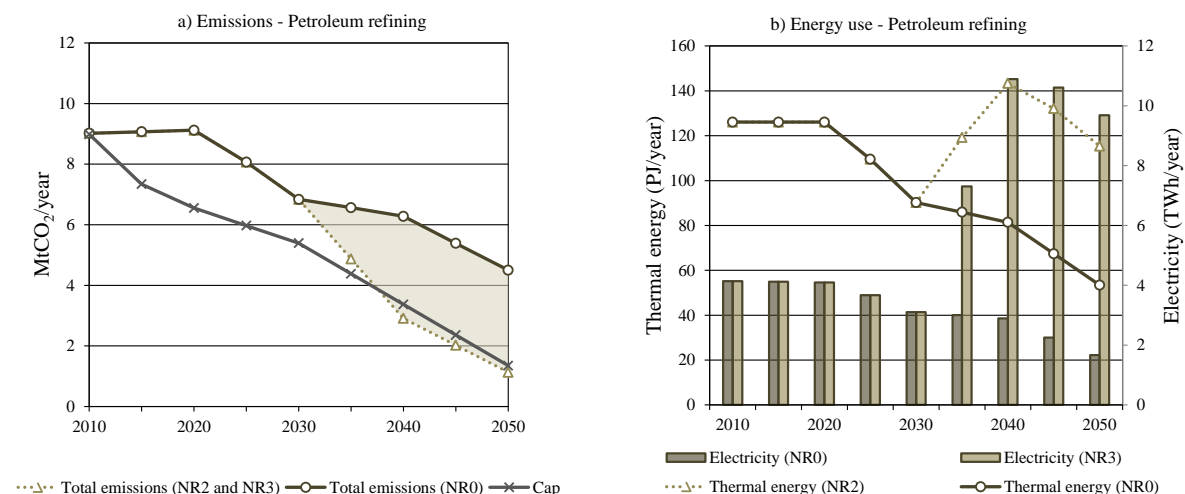 a) Emissions - Petroleum refining
12
10
8
6
4
2
0
MtCO₂/year
2010 2020 2030 2040 2050
Total emissions (NR2 and NR3) Total emissions (NR0) Cap
b) Energy use - Petroleum refining
160
140
120
100
80
60
40
20
0
Thermal energy (PJ/year)
12
10
8
6
4
2
0
Electricity (TWh/year)
2010 2020 2030 2040 2050
Electricity (NR0) Electricity (NR3)
Thermal energy (NR2) Thermal energy (NR0)